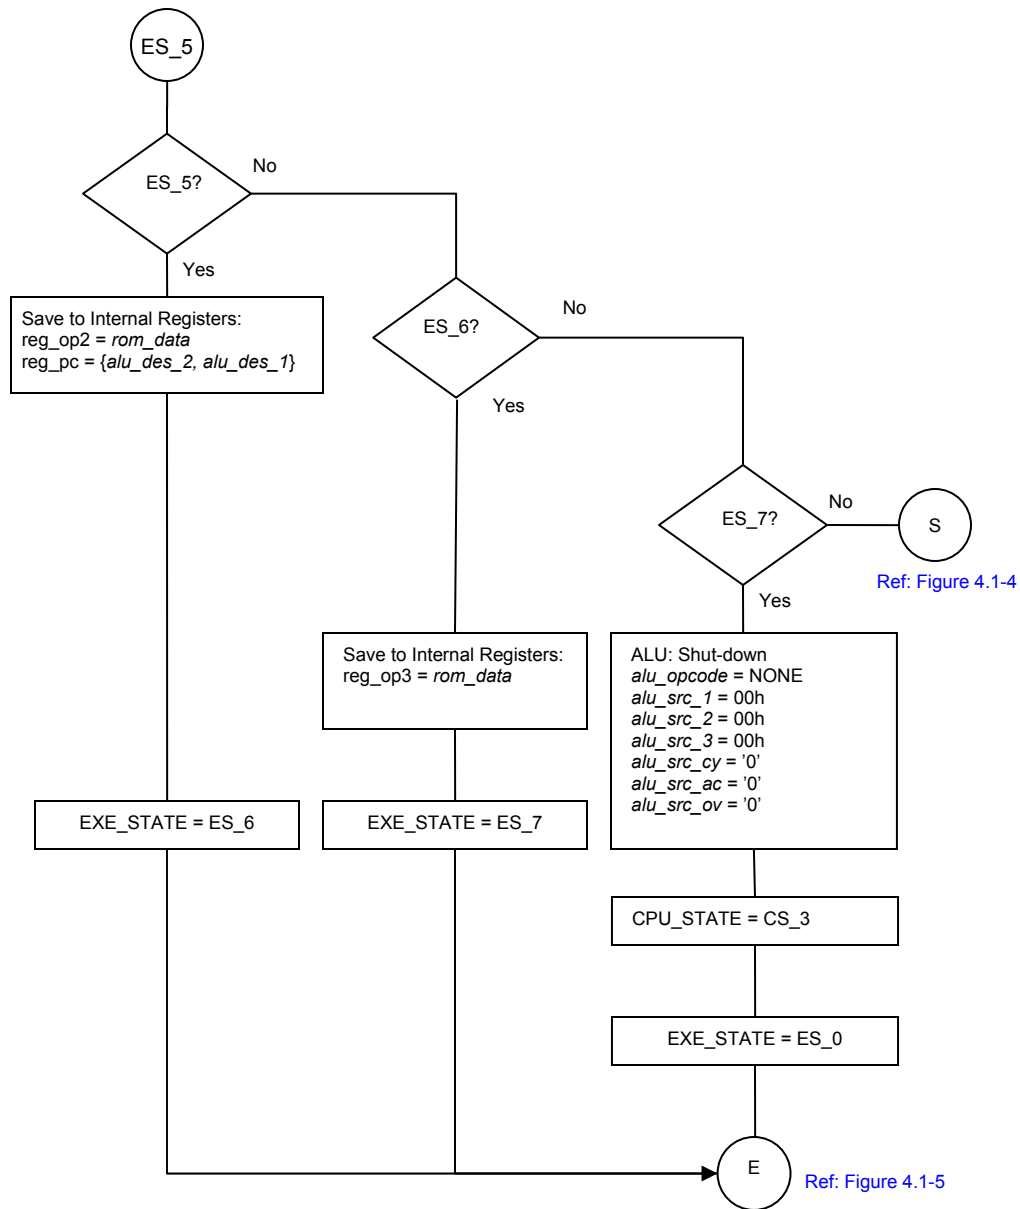 ES_5
ES_5?
No
Yes
Save to Internal Registers:
reg_op2 = rom_data
reg_pc = {alu_des_2, alu_des_1}
ES_6?
No
Yes
ES_7?
No
S
Ref: Figure 4.1-4
Yes
Save to Internal Registers:
reg_op3 = rom_data
ALU: Shut-down
alu_opcode = NONE
alu_src_1 = 00h
alu_src_2 = 00h
alu_src_3 = 00h
alu_src_cy = '0'
alu_src_ac = '0'
alu_src_ov = '0'
EXE_STATE = ES_6
EXE_STATE = ES_7
CPU_STATE = CS_3
EXE_STATE = ES_0
E
Ref: Figure 4.1-5